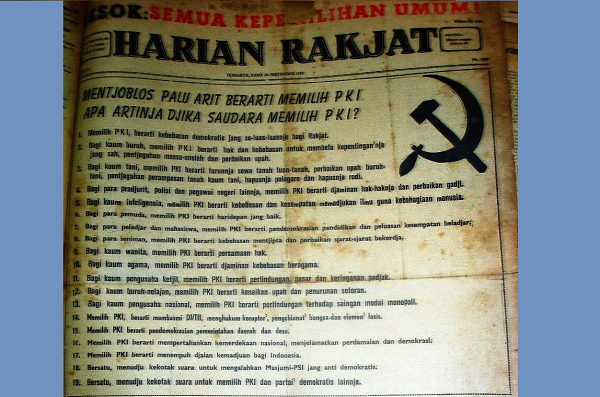 SOK: SEMUA KEPE ILIHAN UMUM!
HARIAN RAKJAT
DJAKARTA,
MENTJOBLOS PALU ARIT BERARTI MEMILIH PKI
APA ARTINJA DJIKA SAUDARA MEMILIH PKI?
1. Memilih PKI, berarti kebebasan demokratis jang se-luas-luasnja bagi Rakjat.
2. Bagi kaum buruh, memilih PKI berarti hak dan kebebasan untuk membela kepentingan'nja
jang sah, pentjegahan massa-onslah dan perbaikan upah.
3. Bagi kaum tani, memilih PKI berarti turunnja sewa tanah tuan-tanah, perbaikan upah buruh-
tani, pentjegahan perampasan tanah kaum tani, hapusnja pologoro dan hapusnja rodi.
4. Bagi para pradjurit, polisi dan pegawai negeri lainnja, memilih PKI berarti djaminan hak-haknja dan perbaikan gadji.
5. Bagi kaum inteligensia, memilih PKI berarti kebebasan dan kesempatan memadjukan ilmu guna kebahagiaan manusia.
6. Bagi para pemuda, memilih PKI berarti haridepan jang baik.
7. Bagi para peladjar dan mahasiswa, memilih PKI berarti pendemokrasian pendidikan dan peluasan kesempatan beladjar;
8. Bagi para seniman, memilih PKI berarti kebebasan mentjipta dan perbaikan sjarat-sjarat bekerdja.
9. Bagi kaum wanita, memilih PKI berarti persamaan hak.
10. Bagi kaum agama, memilih PKI berarti djaminan kebebasan beragama.
11. Bagi kaum pengusaha ketjil, memilih PKI berarti perlindungan, pasar dan keringanan padjak.
12. Bagi kaum buruh-nelajan, memilih PKI berarti kenaikan upah dan penurunan setoran.
13. Bagi kaum pengusaha nasional, memilih PKI berarti perlindungan terhadap saingan modal monopoli.
14. Memilih PKI, berarti membasmi DI/TII, menghukum koruptor', pengchianat' bangsa dan elemen' fasis.
15. Memilih PKI berarti pendemokrasian pemerintahan daerah dan desa.
16. Memilih PKI berarti mempertahankan kemerdekaan nasional, menjelamatkan perdamaian dan demokrasi.
17. Memilih PKI berarti menempuh djalan kemadjuan bagi Indonesia.
18. Bersatu, menudju kekotak suara untuk mengalahkan Masjumi-PSI jang anti demokratis.
19. Bersatu, menudju kekotak suara untuk memilih PKI dan partai' demokratis lainnja.